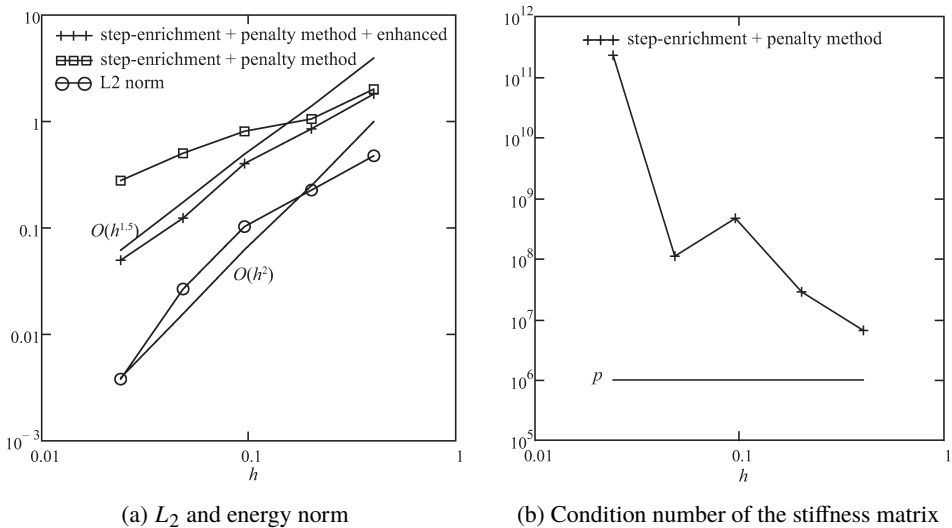 10
step-enrichment + penalty method + enhanced
step-enrichment + penalty method
L2 norm
1
0.1
O(h^1.5)
O(h^2)
0.01
10^−3
0.01
0.1
1
h
(a) L₂ and energy norm
10^12
step-enrichment + penalty method
10^11
10^10
10^9
10^8
10^7
p
10^6
10^5
0.01
0.1
1
h
(b) Condition number of the stiffness matrix